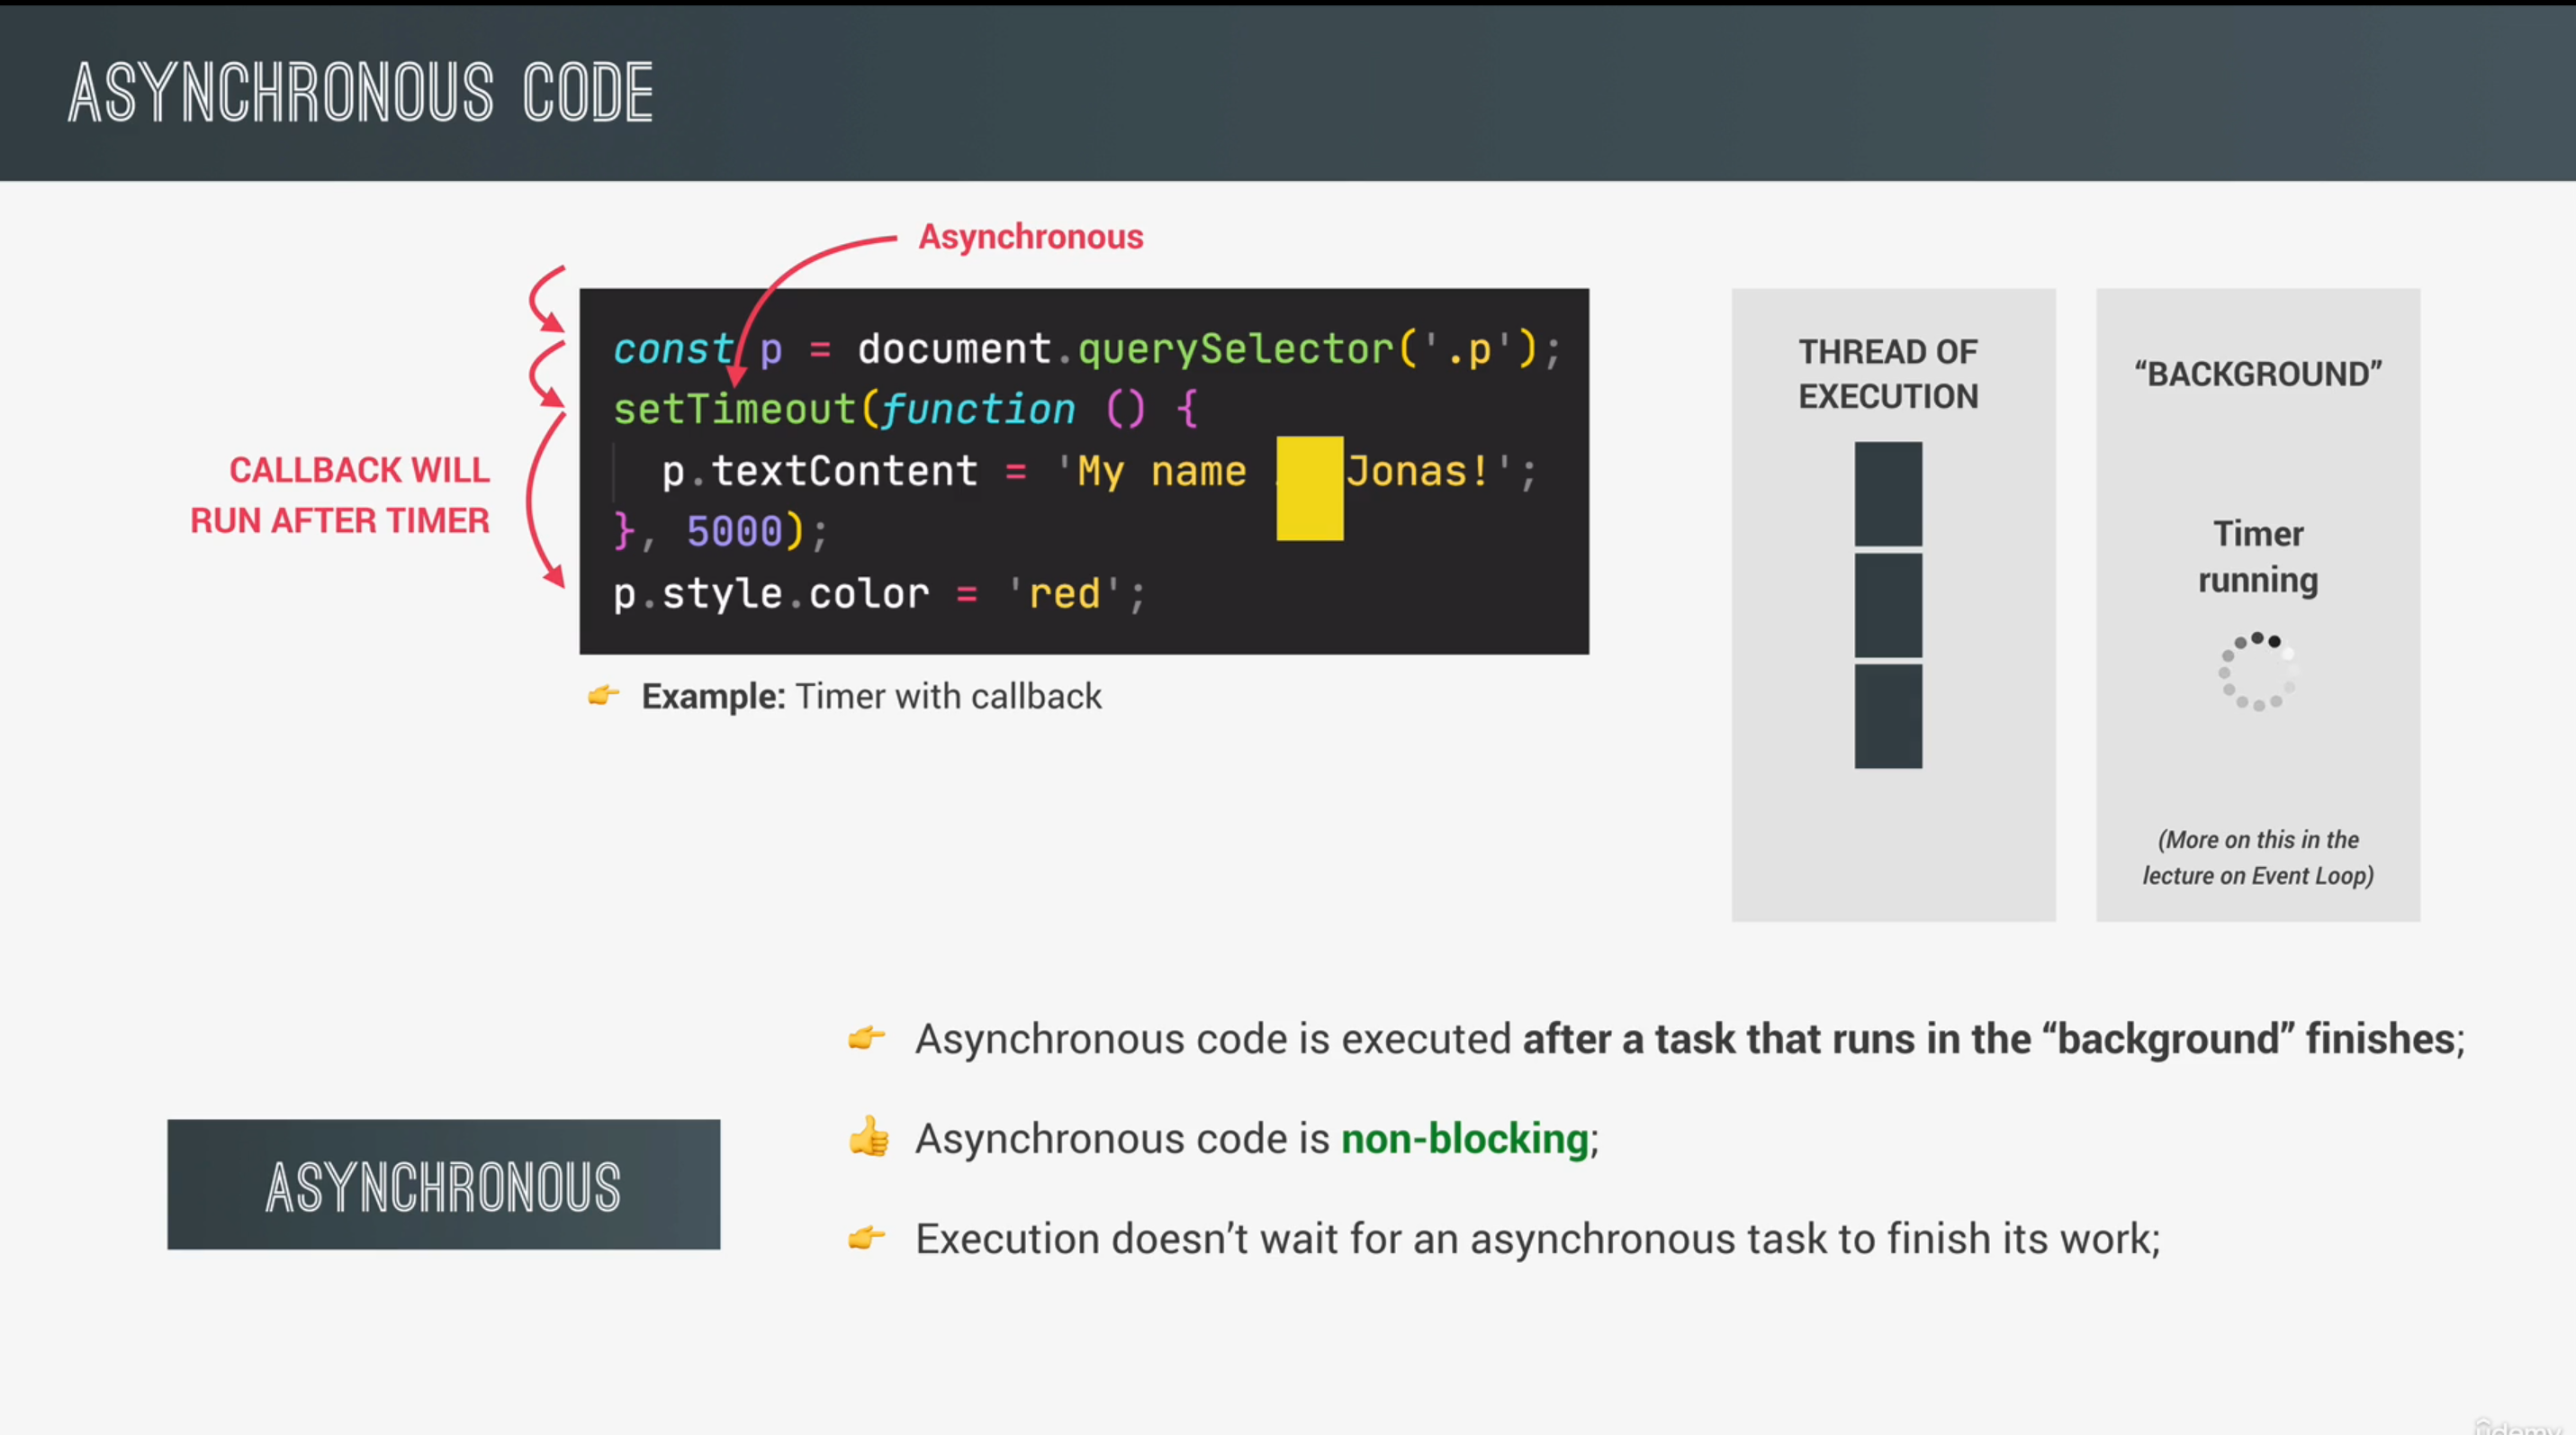 ASYNCHRONOUS CODE
Asynchronous
const p = document.querySelector('.p');
setTimeout(function () {
p.textContent = 'My name Jonas!';
}, 5000);
p.style.color = 'red';
CALLBACK WILL
RUN AFTER TIMER
👉 Example: Timer with callback
THREAD OF
EXECUTION
“BACKGROUND”
Timer
running
(More on this in the
lecture on Event Loop)
ASYNCHRONOUS
👉 Asynchronous code is executed after a task that runs in the “background” finishes;
👍 Asynchronous code is non-blocking;
👉 Execution doesn’t wait for an asynchronous task to finish its work;